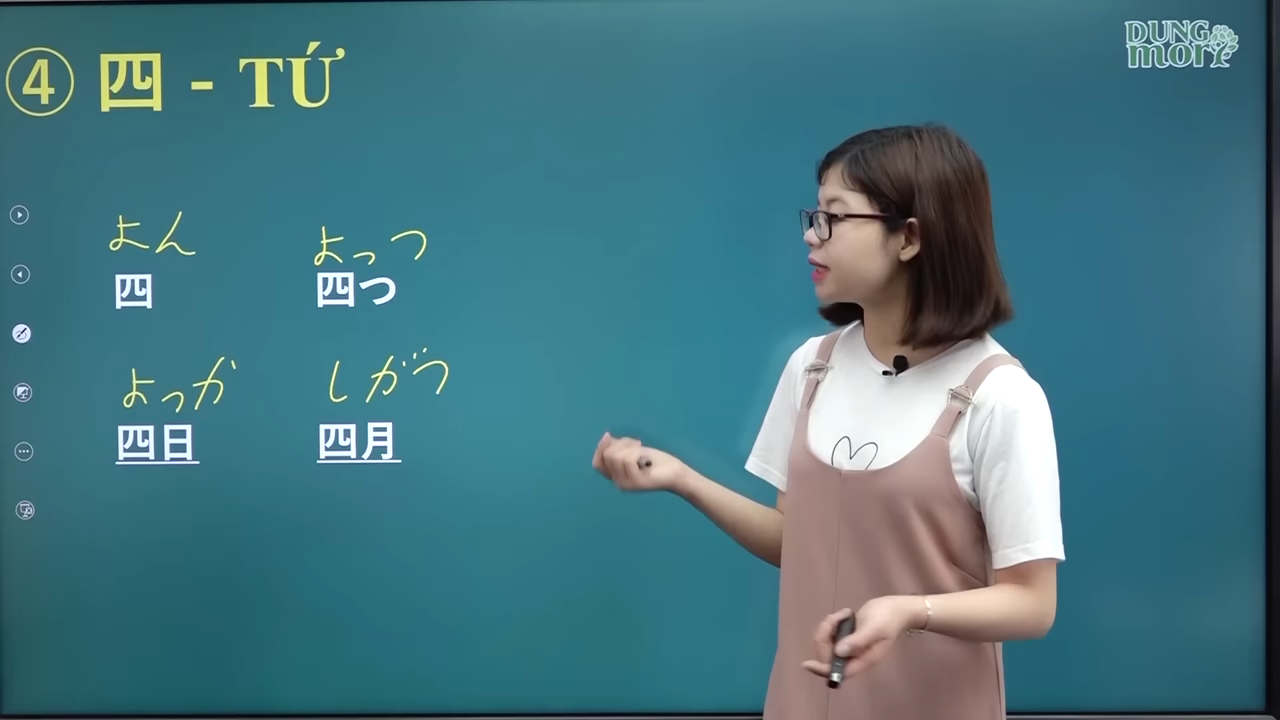 ④ 四 - TỨ
DUNG
mori
よん よっつ
四 四つ
よっか しがつ
四日 四月